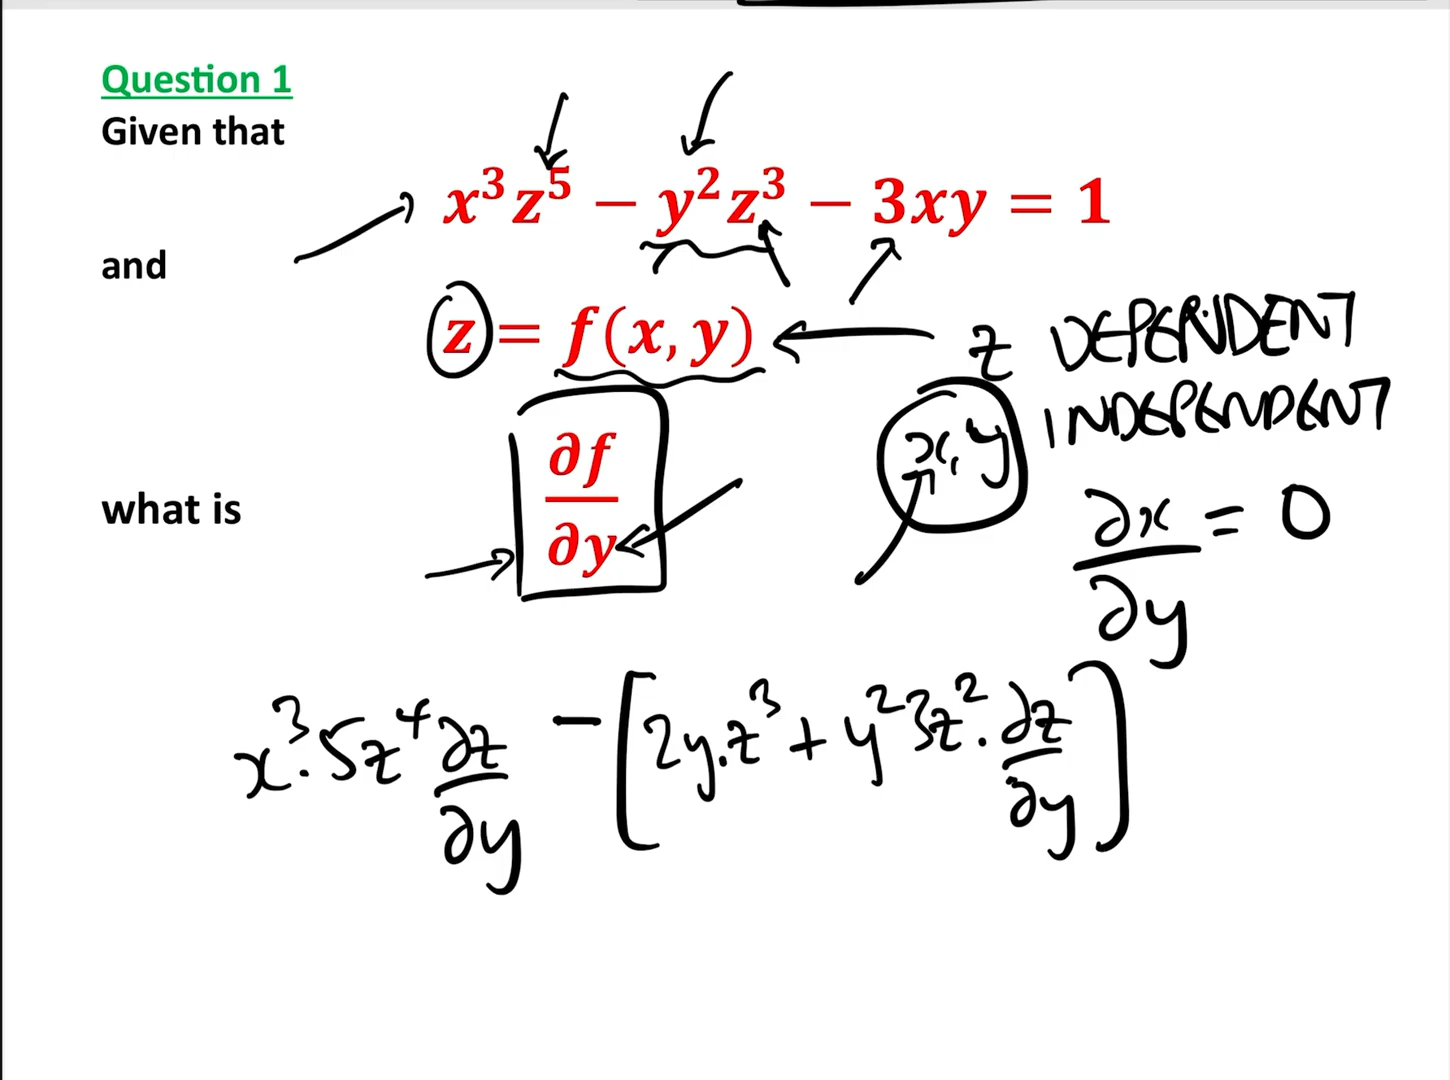 Question 1
Given that
x³z⁵ − y²z³ − 3xy = 1
and
z = f(x, y)
z DEPENDENT
x, y INDEPENDENT
what is
∂f/∂y
∂x/∂y = 0
x³·5z⁴ ∂z/∂y − [2y·z³ + y²3z²·∂z/∂y]